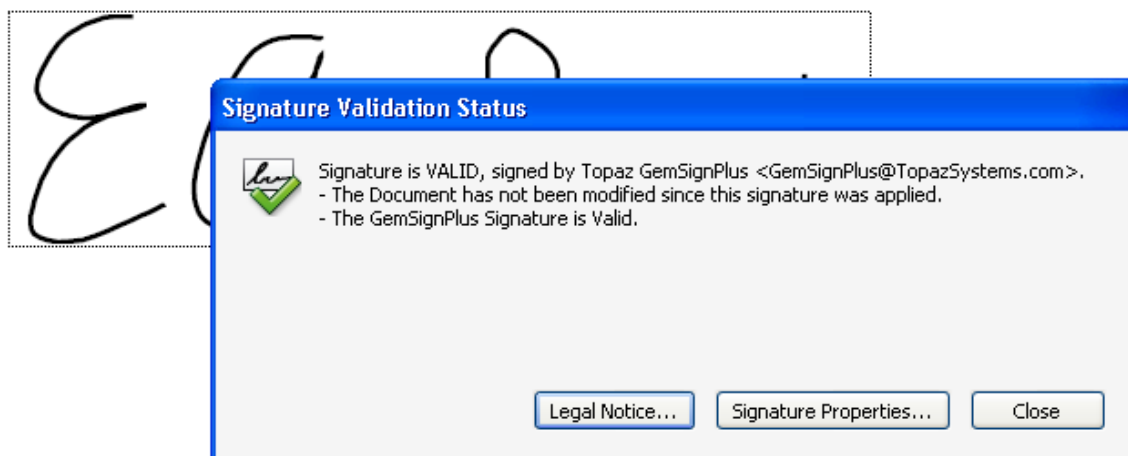 Signature Validation Status
Signature is VALID, signed by Topaz GemSignPlus <GemSignPlus@TopazSystems.com>.
- The Document has not been modified since this signature was applied.
- The GemSignPlus Signature is Valid.
Legal Notice... Signature Properties... Close